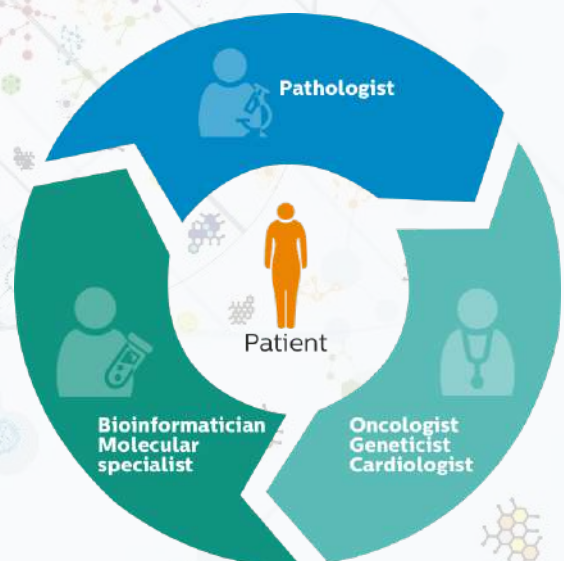 Pathologist
Patient
Bioinformatician
Molecular
specialist
Oncologist
Geneticist
Cardiologist